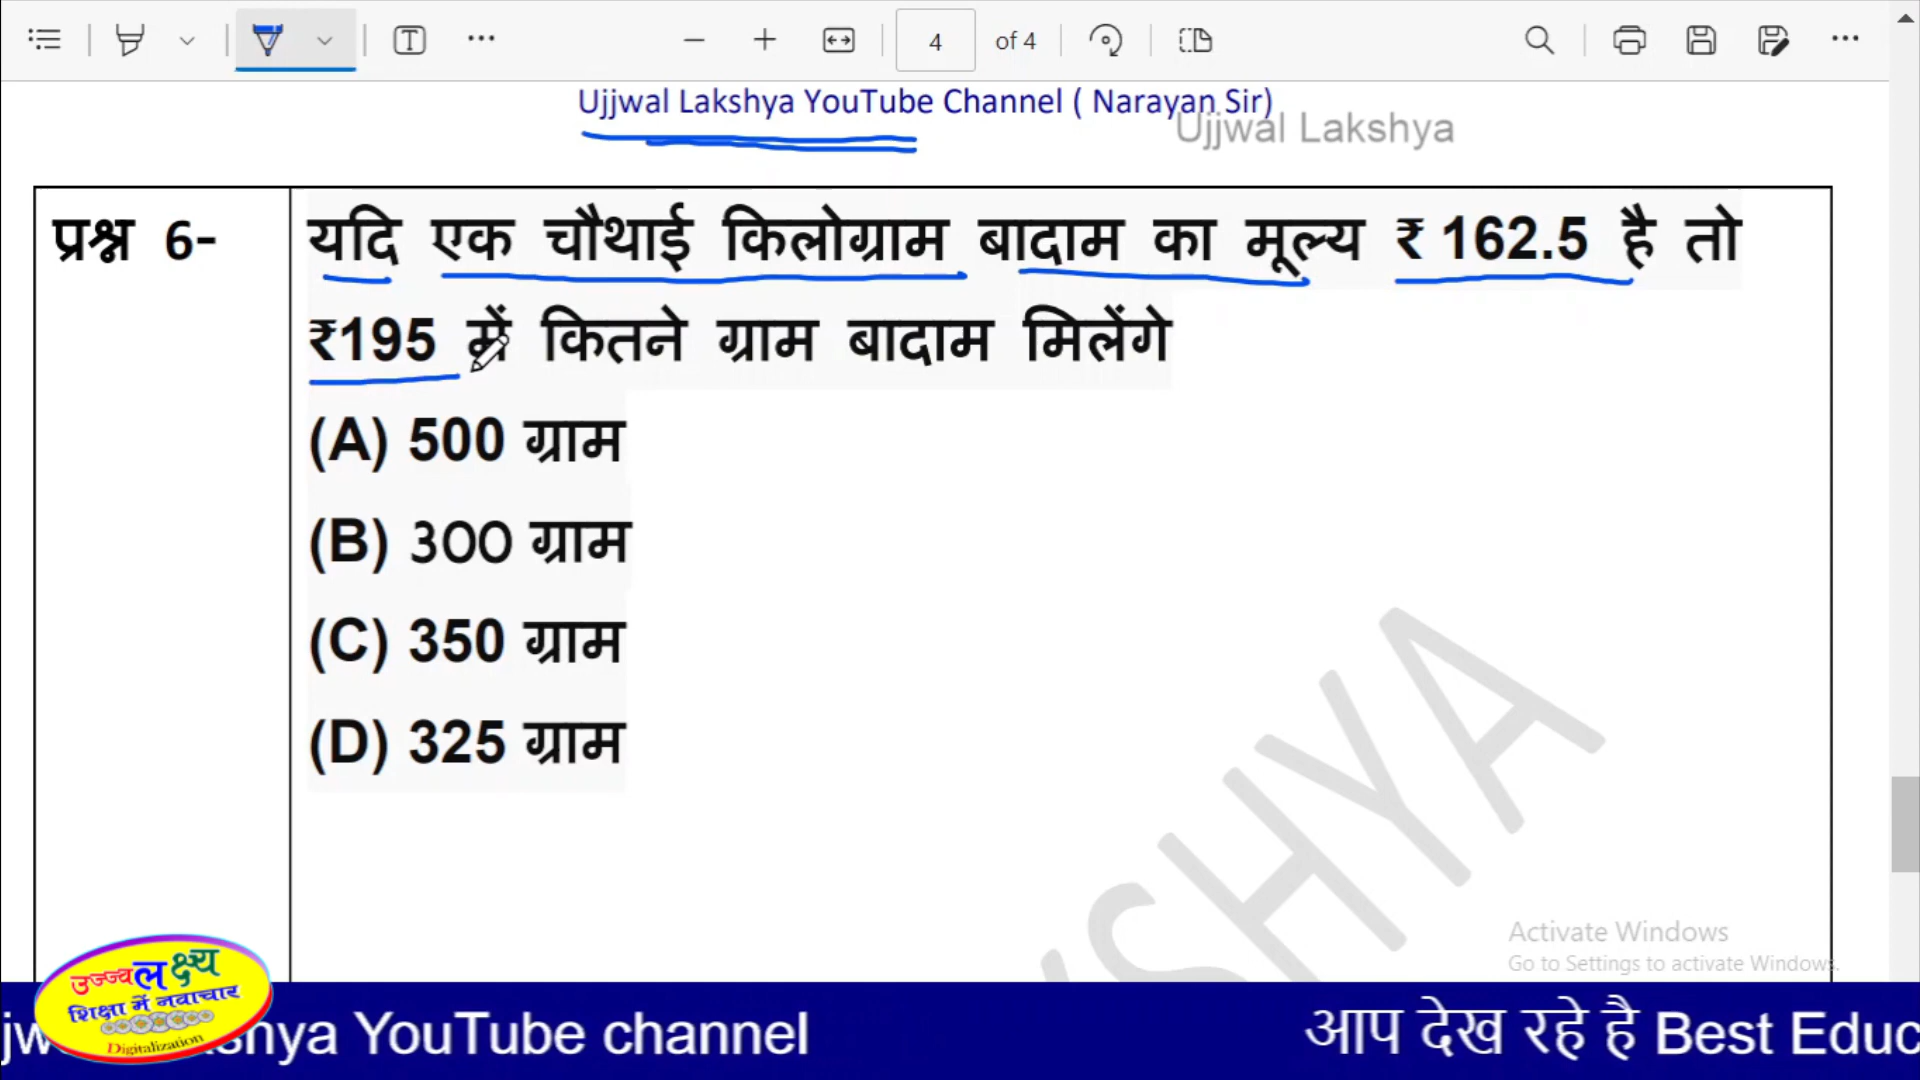 4 of 4
Ujjwal Lakshya YouTube Channel ( Narayan Sir)
Ujjwal Lakshya
प्रश्न 6-
यदि एक चौथाई किलोग्राम बादाम का मूल्य ₹ 162.5 है तो
₹195 में कितने ग्राम बादाम मिलेंगे
(A) 500 ग्राम
(B) 300 ग्राम
(C) 350 ग्राम
(D) 325 ग्राम
KSHYA
Activate Windows
Go to Settings to activate Windows.
उज्ज्वल लक्ष्य
शिक्षा में नवाचार
Digitalization
YouTube channel
आप देख रहे है Best Educ